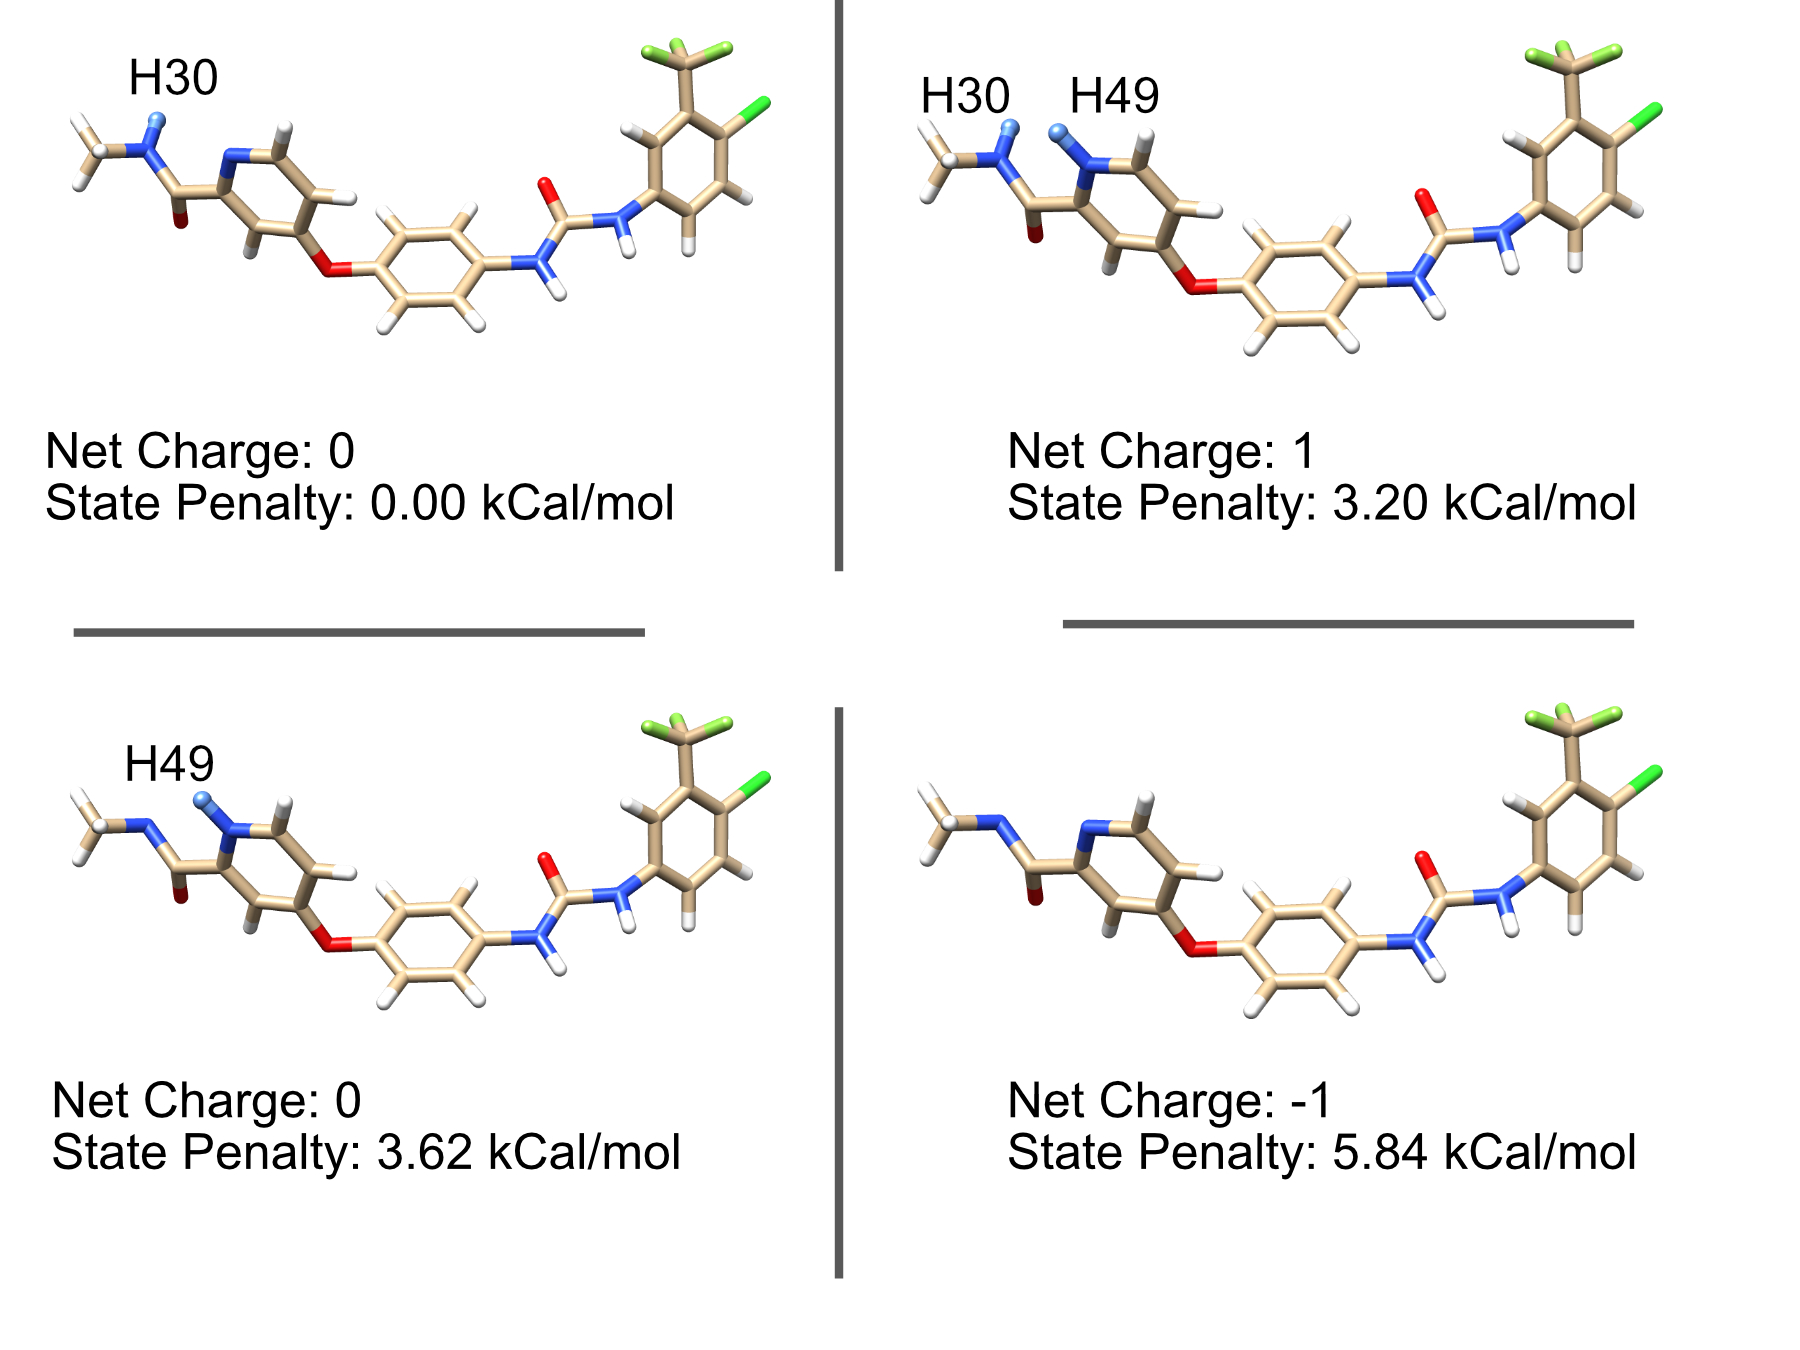 H30
H30 H49
Net Charge: 0
State Penalty: 0.00 kCal/mol
Net Charge: 1
State Penalty: 3.20 kCal/mol
H49
Net Charge: 0
State Penalty: 3.62 kCal/mol
Net Charge: -1
State Penalty: 5.84 kCal/mol